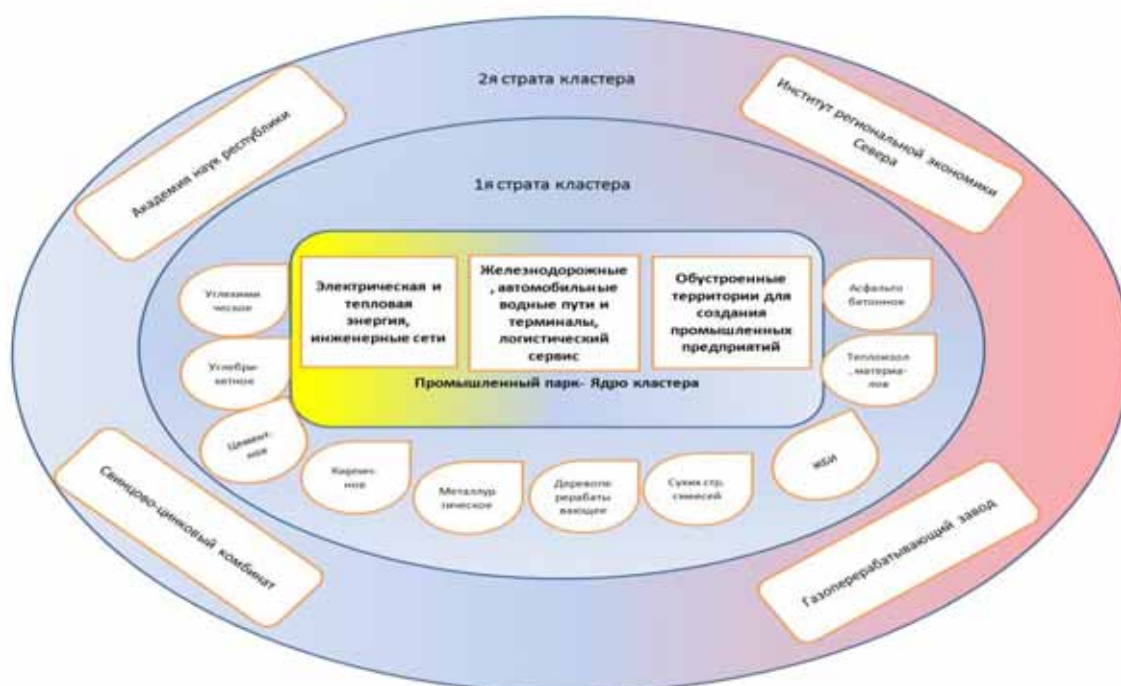 2я страта кластера
Академия наук республики
Институт региональной экономики
Севера
1я страта кластера
Электрическая и
тепловая
энергия,
инженерные сети
Железнодорожные
, автомобильные
водные пути и
терминалы,
логистический
сервис
Обустроенные
территории для
создания
промышленных
предприятий
Промышленный парк- Ядро кластера
Углехими
ческое
Углебри-
кетное
Цемент-
ное
Кирпич-
ное
Металлур
гическое
Деревопе
рерабаты
вающее
Сухих стр.
смесей
ЖБИ
Теплоизол
. материа-
лов
Асфальто
бетонное
Свинцово-цинковый комбинат
Газоперерабатывающий завод